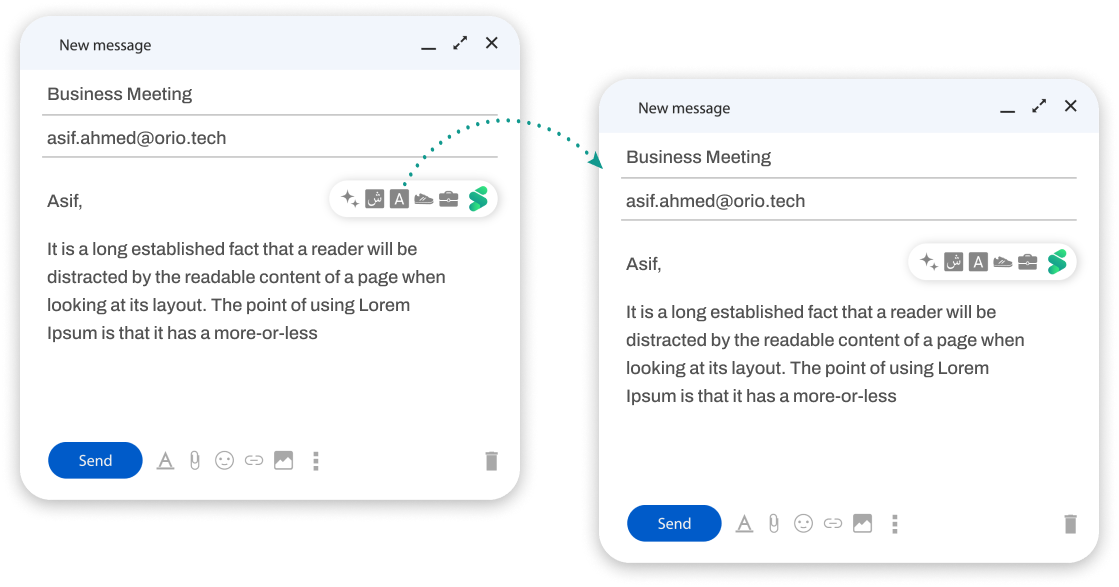 New message
Business Meeting
asif.ahmed@orio.tech
Asif,
ش A
It is a long established fact that a reader will be
distracted by the readable content of a page when
looking at its layout. The point of using Lorem
Ipsum is that it has a more-or-less
Send A
New message
Business Meeting
asif.ahmed@orio.tech
Asif,
ش A
It is a long established fact that a reader will be
distracted by the readable content of a page when
looking at its layout. The point of using Lorem
Ipsum is that it has a more-or-less
Send A